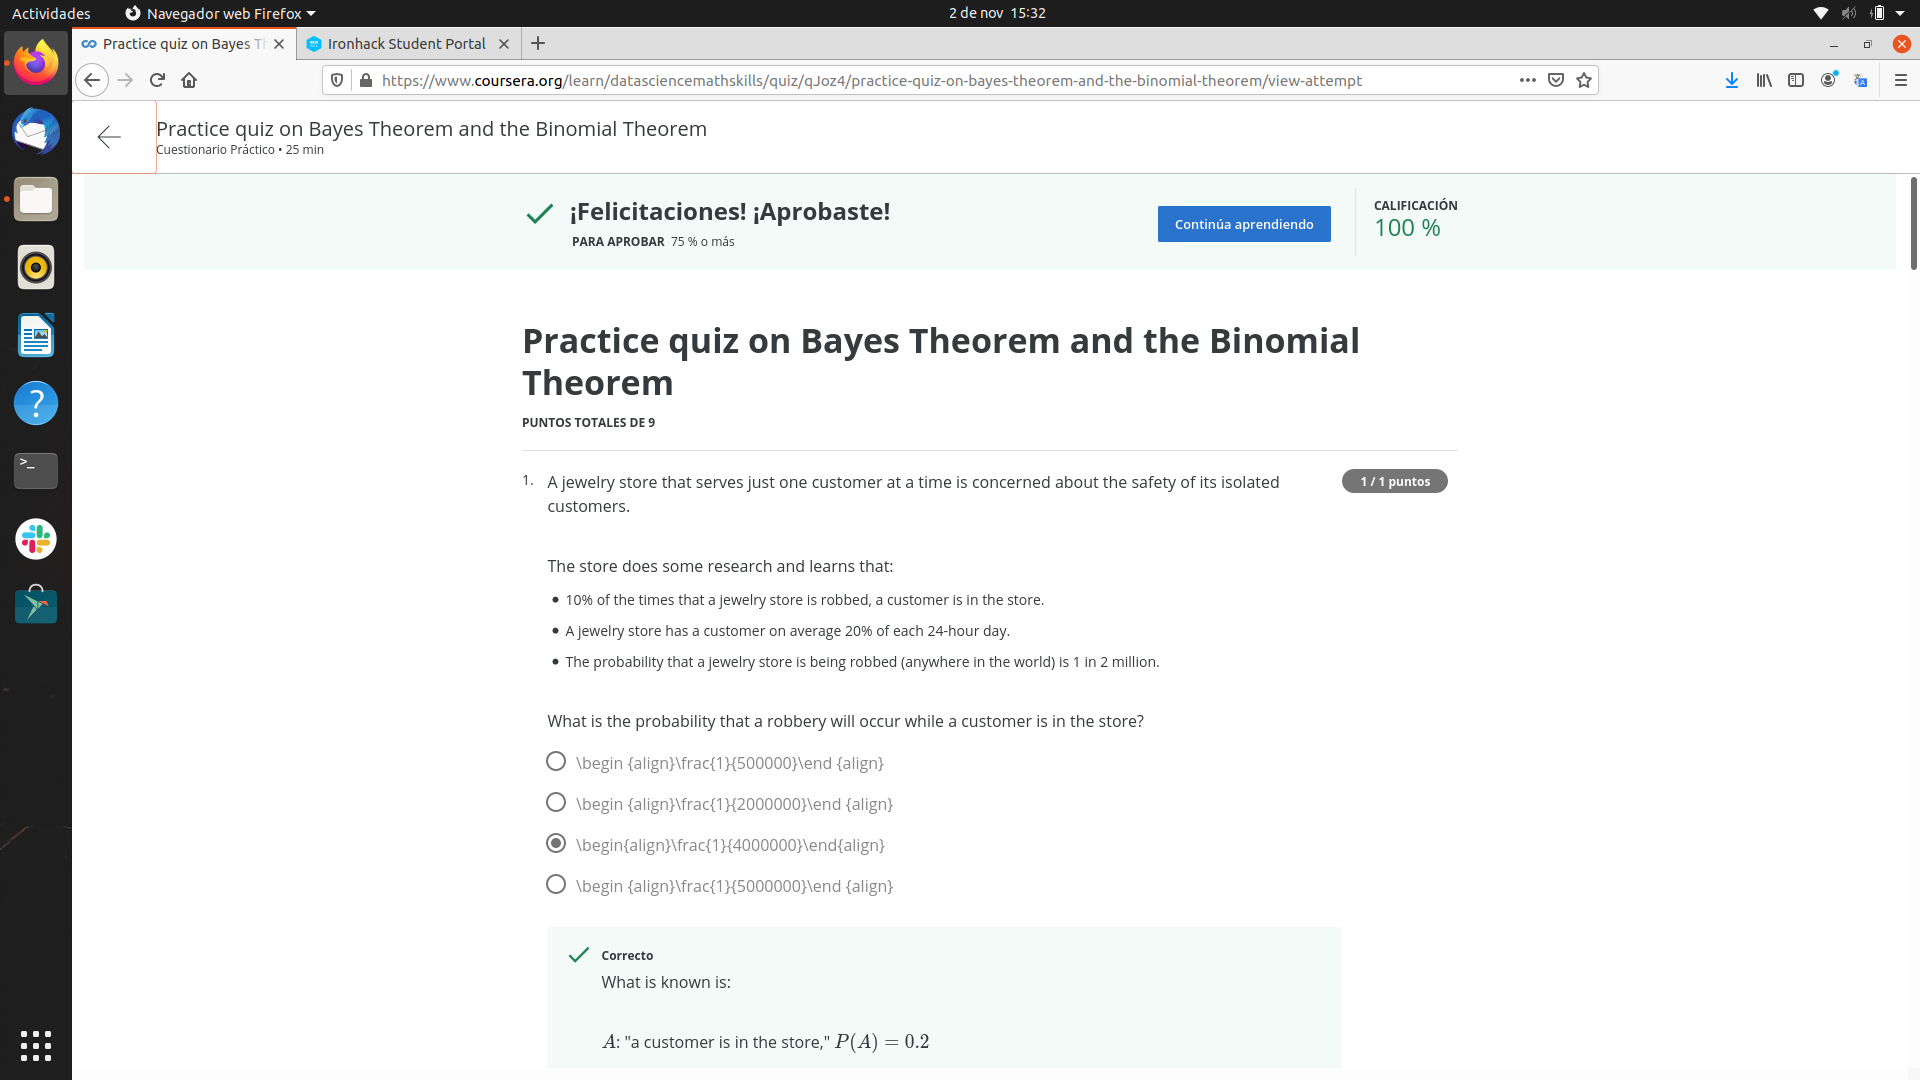 Actividades
Navegador web Firefox
2 de nov 15:32
Practice quiz on Bayes Th
Ironhack Student Portal
https://www.coursera.org/learn/datasciencemathskills/quiz/qJoz4/practice-quiz-on-bayes-theorem-and-the-binomial-theorem/view-attempt
Practice quiz on Bayes Theorem and the Binomial Theorem
Cuestionario Práctico • 25 min
¡Felicitaciones! ¡Aprobaste!
PARA APROBAR 75 % o más
Continúa aprendiendo
CALIFICACIÓN
100 %
Practice quiz on Bayes Theorem and the Binomial
Theorem
PUNTOS TOTALES DE 9
1. A jewelry store that serves just one customer at a time is concerned about the safety of its isolated
customers.
1 / 1 puntos
The store does some research and learns that:
• 10% of the times that a jewelry store is robbed, a customer is in the store.
• A jewelry store has a customer on average 20% of each 24-hour day.
• The probability that a jewelry store is being robbed (anywhere in the world) is 1 in 2 million.
What is the probability that a robbery will occur while a customer is in the store?
\begin {align}\frac{1}{500000}\end {align}
\begin {align}\frac{1}{2000000}\end {align}
\begin{align}\frac{1}{4000000}\end{align}
\begin {align}\frac{1}{5000000}\end {align}
Correcto
What is known is:
A: "a customer is in the store," P(A) = 0.2